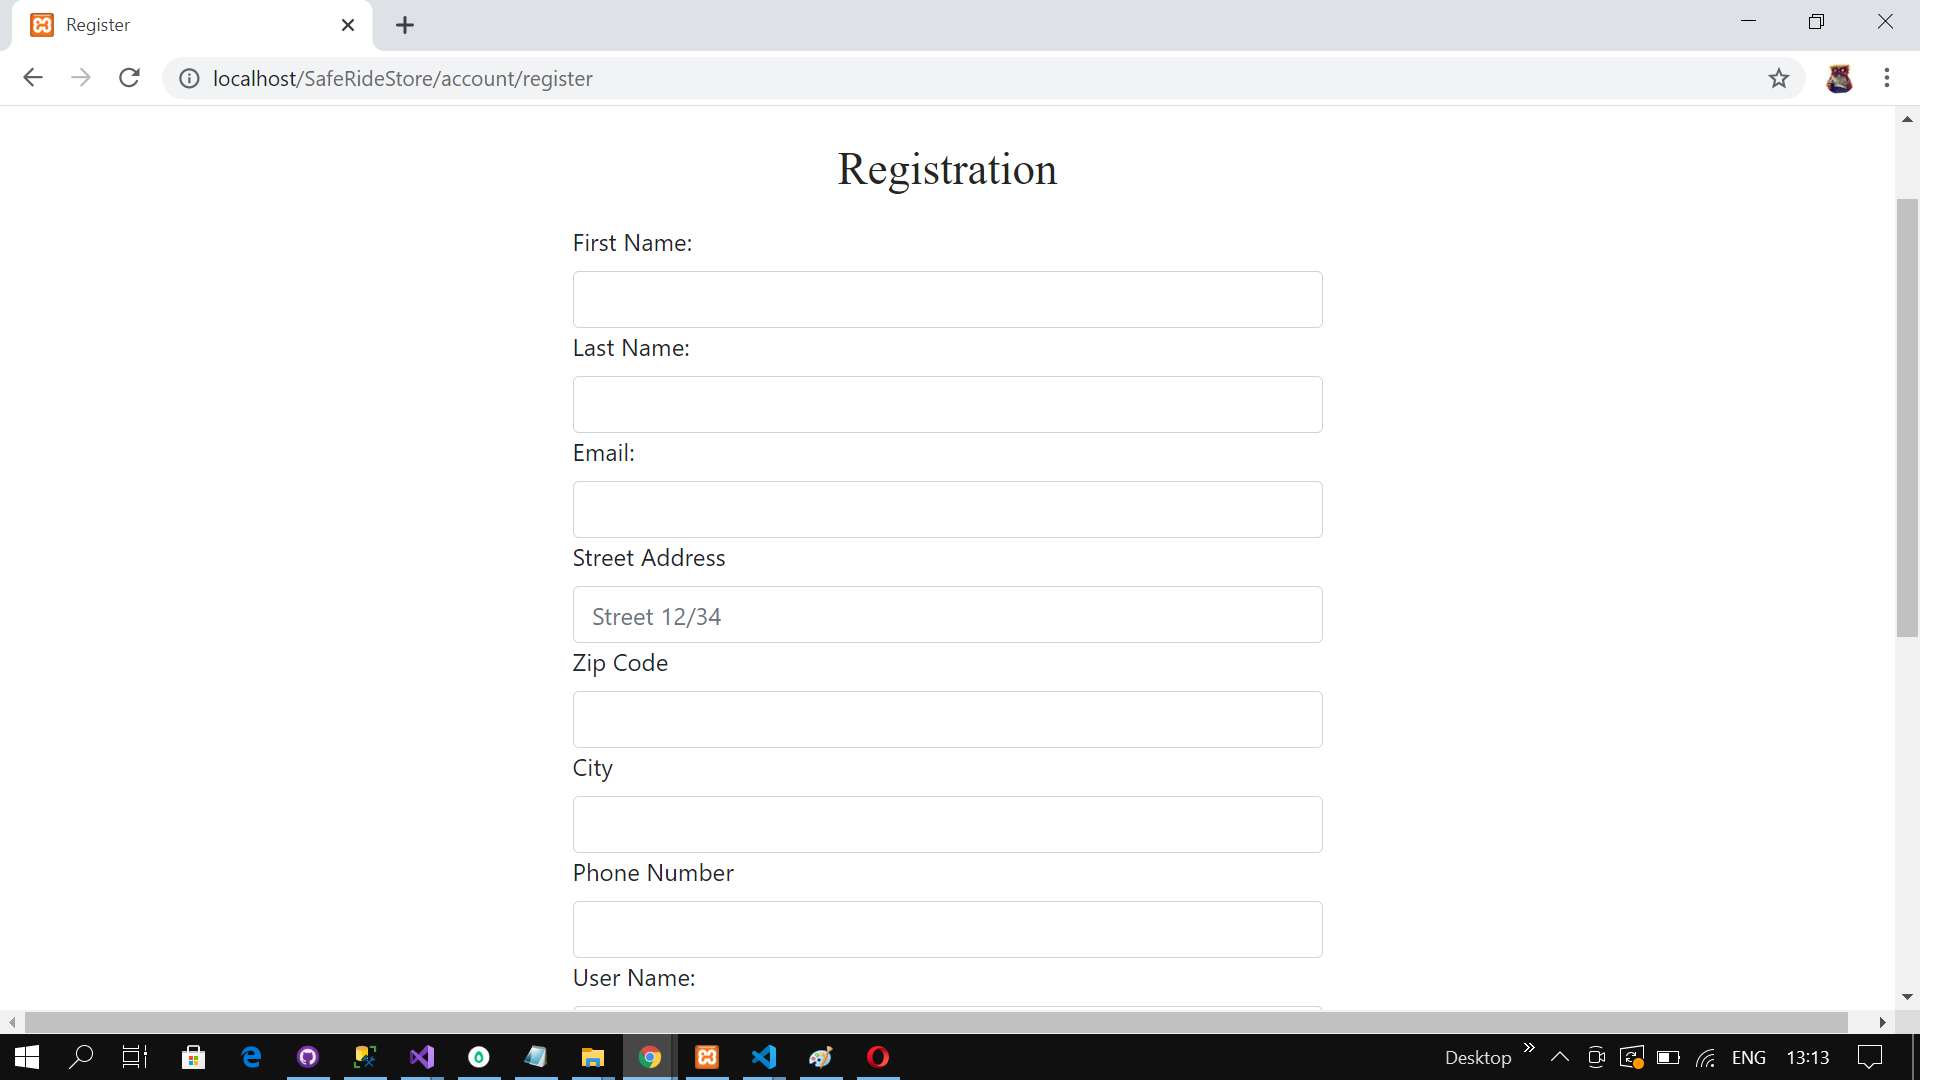 Register
localhost/SafeRideStore/account/register
Registration
First Name:
Last Name:
Email:
Street Address
Street 12/34
Zip Code
City
Phone Number
User Name:
Desktop
ENG
13:13